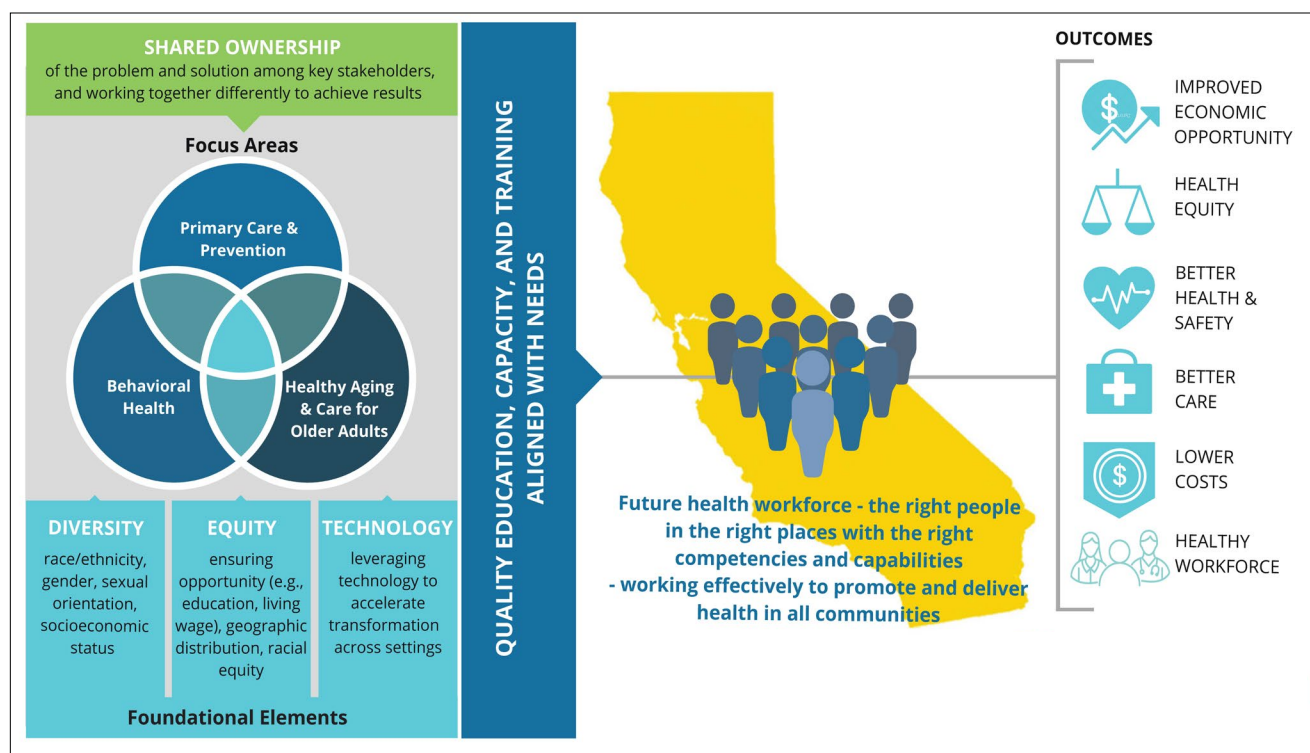 SHARED OWNERSHIP
of the problem and solution among key stakeholders,
and working together differently to achieve results
Focus Areas
Primary Care &
Prevention
Behavioral
Health
Healthy Aging
& Care for
Older Adults
DIVERSITY
race/ethnicity,
gender, sexual
orientation,
socioeconomic
status
EQUITY
ensuring
opportunity (e.g.,
education, living
wage), geographic
distribution, racial
equity
TECHNOLOGY
leveraging
technology to
accelerate
transformation
across settings
Foundational Elements
QUALITY EDUCATION, CAPACITY, AND TRAINING
ALIGNED WITH NEEDS
Future health workforce - the right people
in the right places with the right
competencies and capabilities
- working effectively to promote and deliver
health in all communities
OUTCOMES
$
IMPROVED
ECONOMIC
OPPORTUNITY
HEALTH
EQUITY
BETTER
HEALTH &
SAFETY
BETTER
CARE
$
LOWER
COSTS
HEALTHY
WORKFORCE